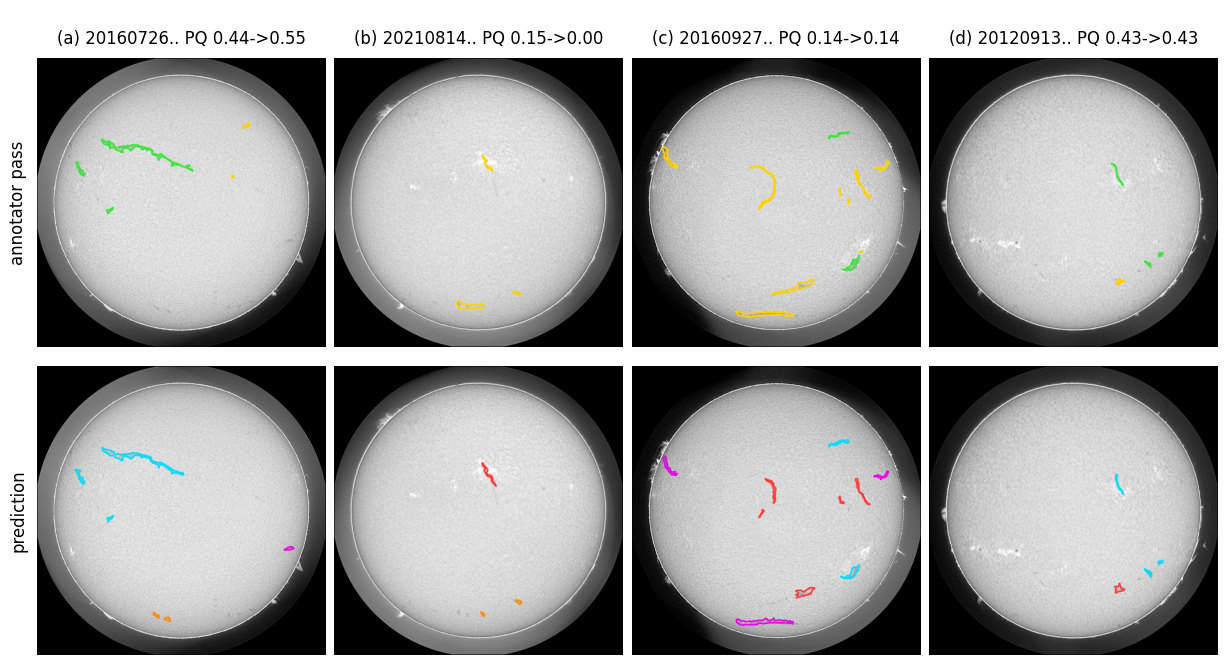 (a) 20160726.. PQ 0.44->0.55
(b) 20210814.. PQ 0.15->0.00
(c) 20160927.. PQ 0.14->0.14
(d) 20120913.. PQ 0.43->0.43
annotator pass
prediction